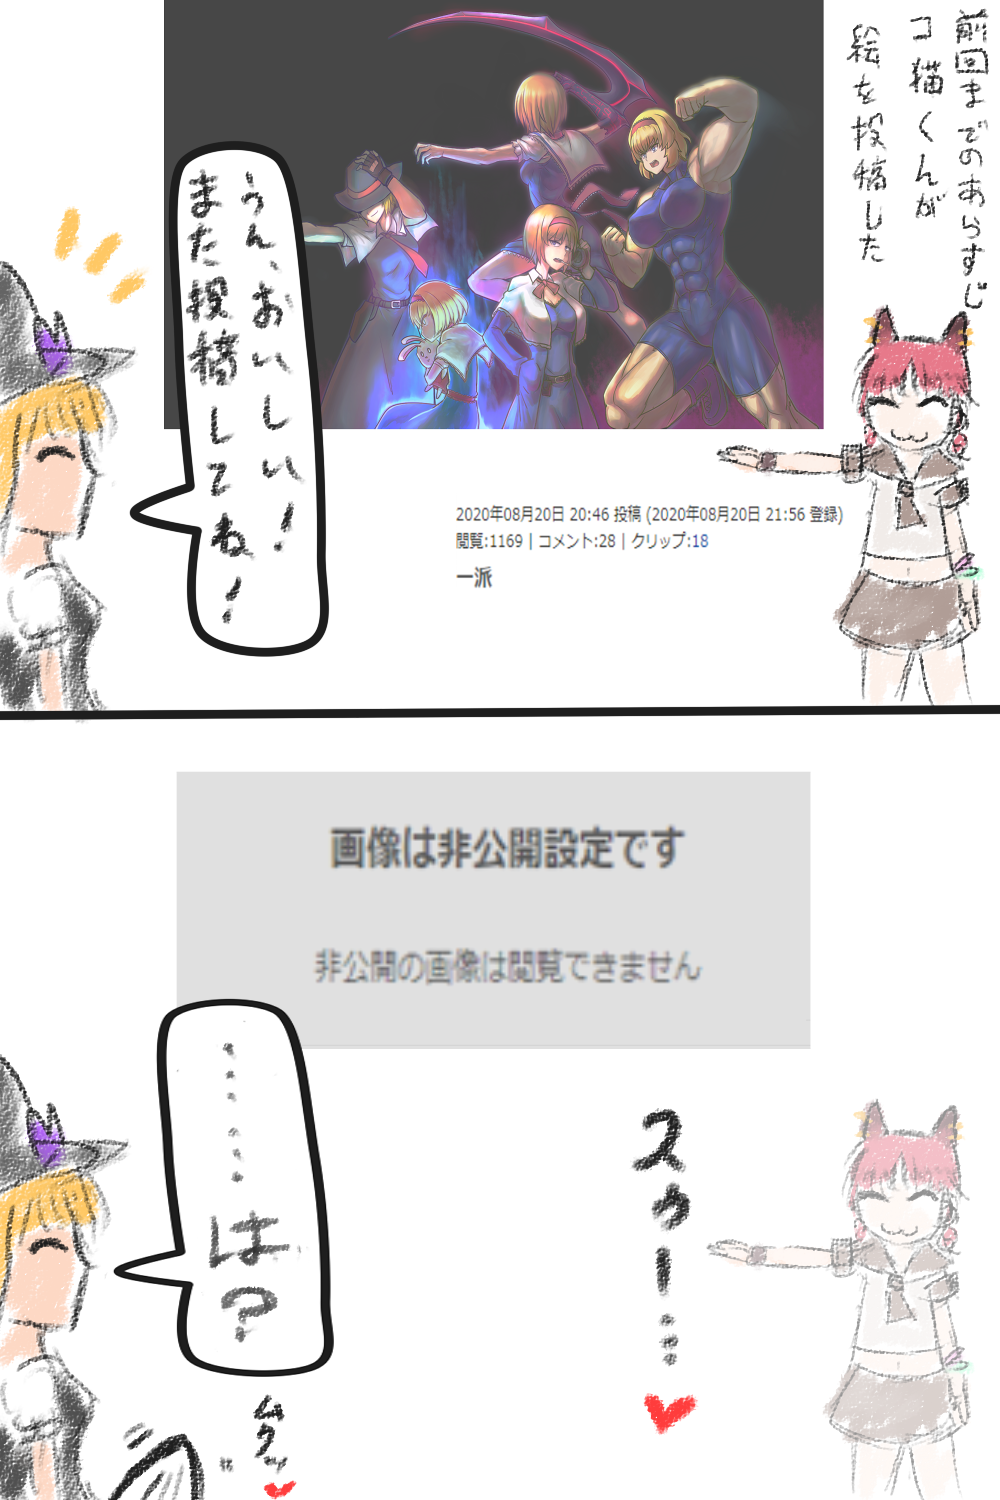 前回までのあらすじ
コ猫くんが
絵を投稿した
うん、おいしい！
また投稿してね！
2020年08月20日 20:46 投稿 (2020年08月20日 21:56 登録)
閲覧:1169 | コメント:28 | クリップ:18
一派
画像は非公開設定です
非公開の画像は閲覧できません
スゥー…
………は？
ムクッ